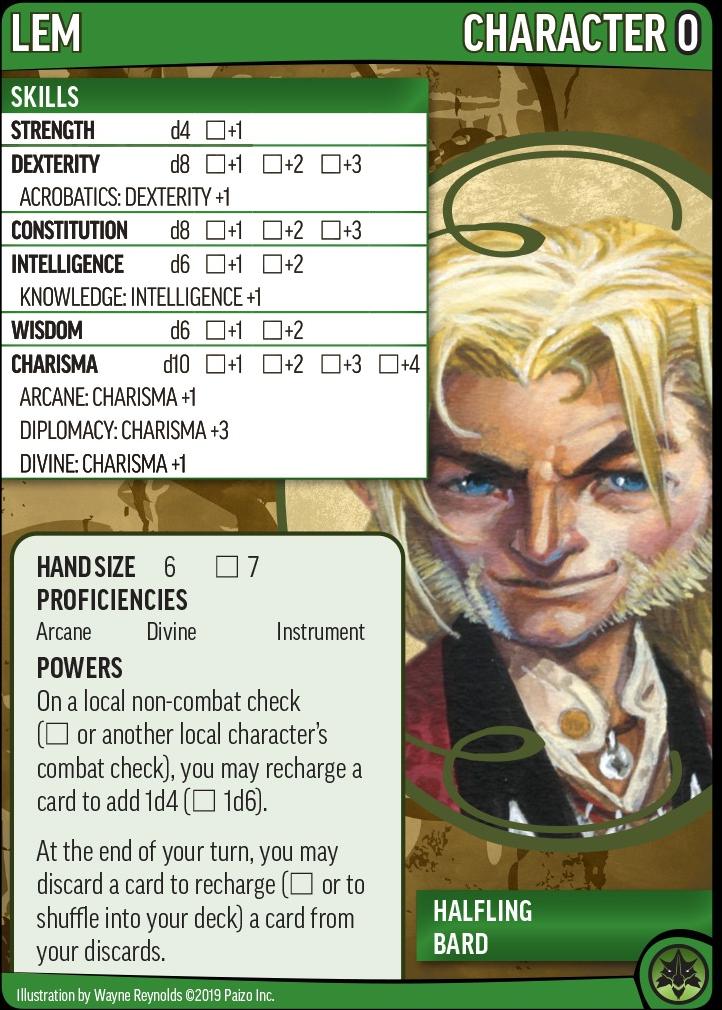 LEM
CHARACTER 0
SKILLS
STRENGTH d4 ☐+1
DEXTERITY d8 ☐+1 ☐+2 ☐+3
ACROBATICS: DEXTERITY +1
CONSTITUTION d8 ☐+1 ☐+2 ☐+3
INTELLIGENCE d6 ☐+1 ☐+2
KNOWLEDGE: INTELLIGENCE +1
WISDOM d6 ☐+1 ☐+2
CHARISMA d10 ☐+1 ☐+2 ☐+3 ☐+4
ARCANE: CHARISMA +1
DIPLOMACY: CHARISMA +3
DIVINE: CHARISMA +1
HAND SIZE 6 ☐ 7
PROFICIENCIES
Arcane Divine Instrument
POWERS
On a local non-combat check
(☐ or another local character’s
combat check), you may recharge a
card to add 1d4 (☐ 1d6).
At the end of your turn, you may
discard a card to recharge (☐ or to
shuffle into your deck) a card from
your discards.
HALFLING
BARD
Illustration by Wayne Reynolds ©2019 Paizo Inc.